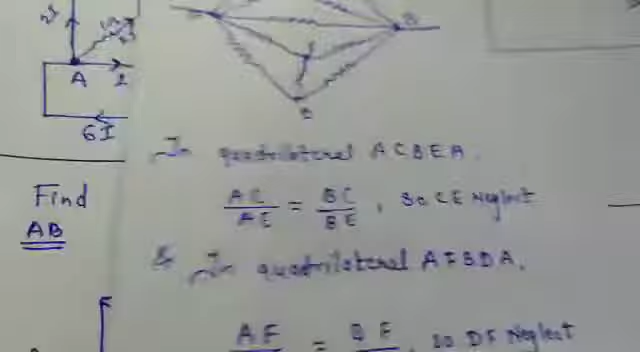 A
6I
Find
AB
In quadrilateral ACBEA.
AC/AE = BC/BE, so CE Neglect
& In quadrilateral AFBDA,
AF = BF, so DF Neglect